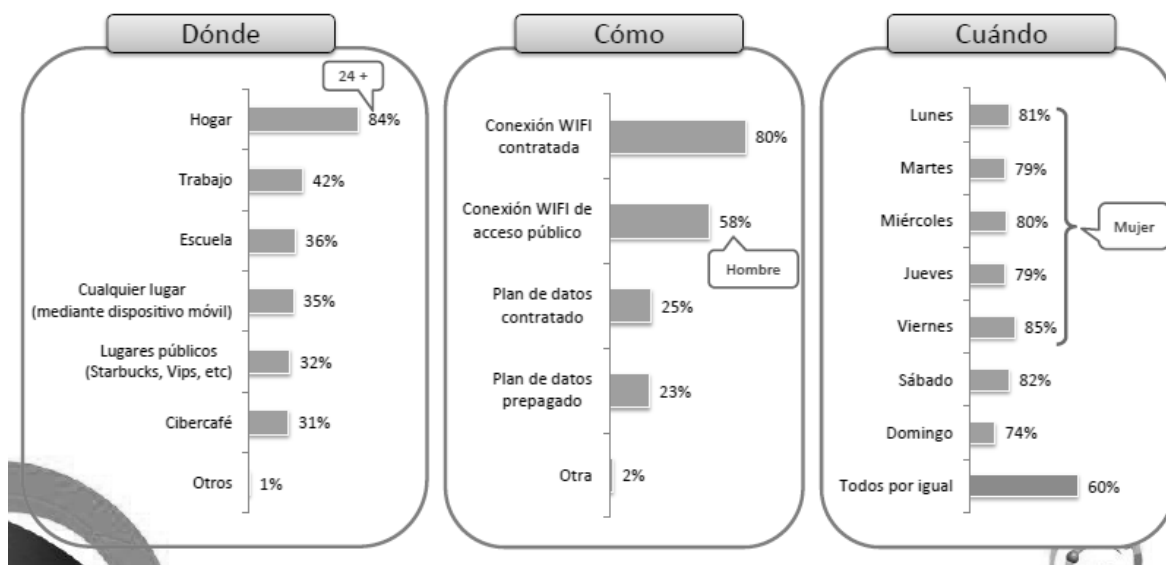 Dónde
24 +
Hogar
84%
Trabajo
42%
Escuela
36%
Cualquier lugar
(mediante dispositivo móvil)
35%
Lugares públicos
(Starbucks, Vips, etc)
32%
Cibercafé
31%
Otros
1%
Cómo
Conexión WIFI
contratada
80%
Conexión WIFI de
acceso público
58%
Hombre
Plan de datos
contratado
25%
Plan de datos
prepagado
23%
Otra
2%
Cuándo
Lunes
81%
Martes
79%
Miércoles
80%
Jueves
79%
Viernes
85%
Mujer
Sábado
82%
Domingo
74%
Todos por igual
60%